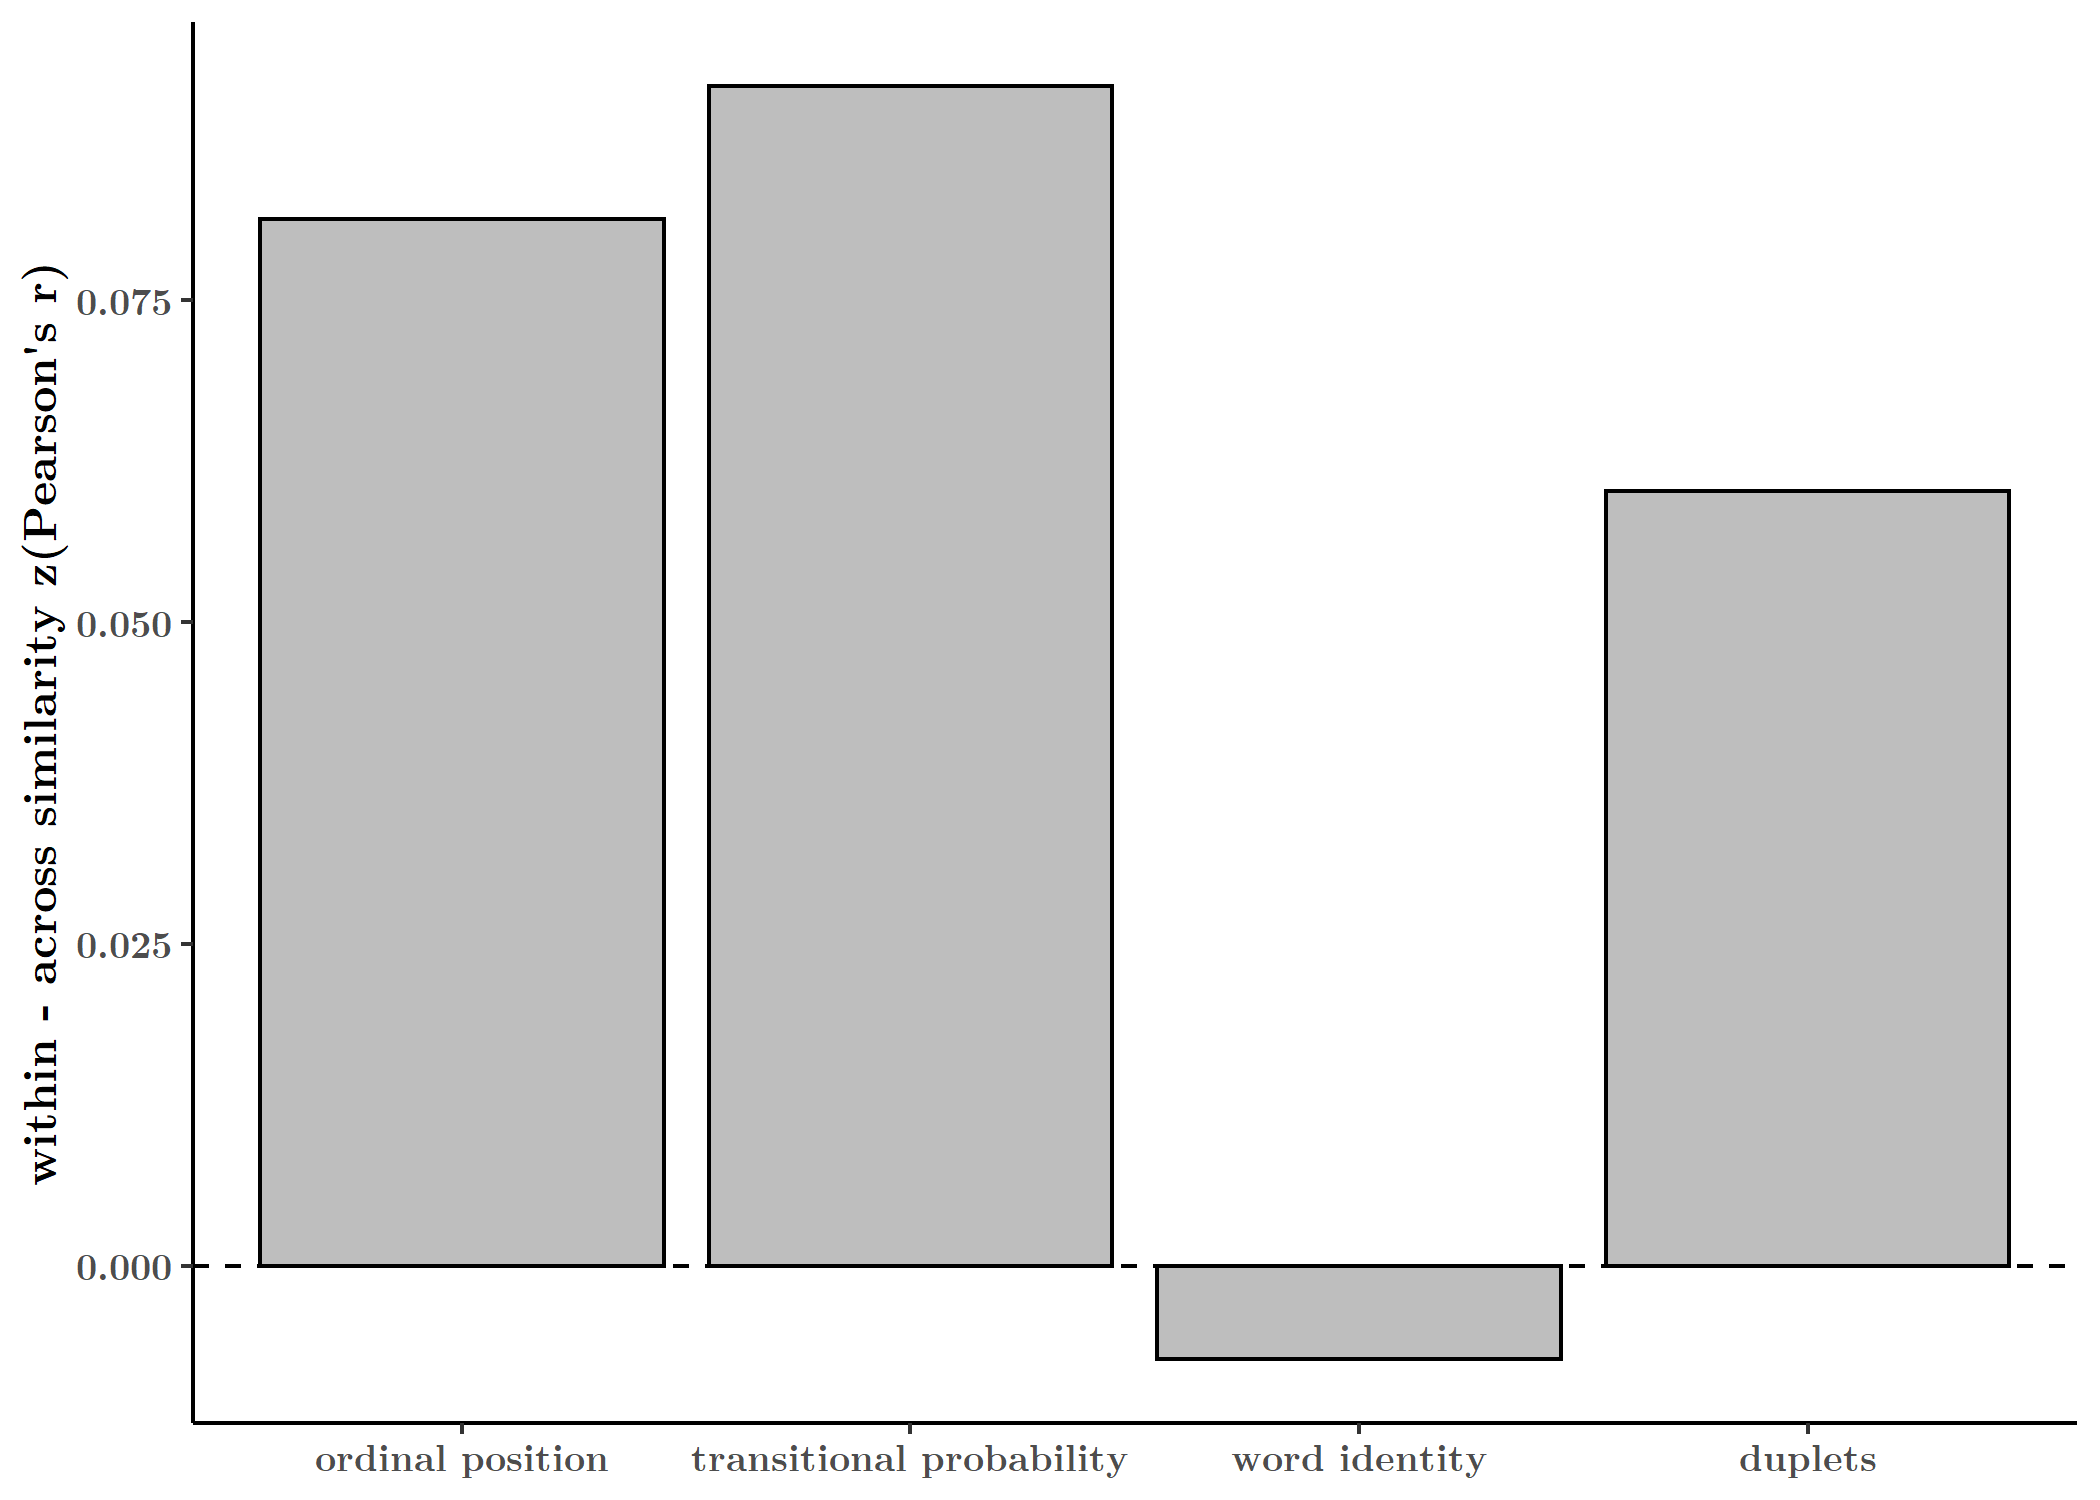 within - across similarity z(Pearson's r)
0.075
0.050
0.025
0.000
ordinal position
transitional probability
word identity
duplets